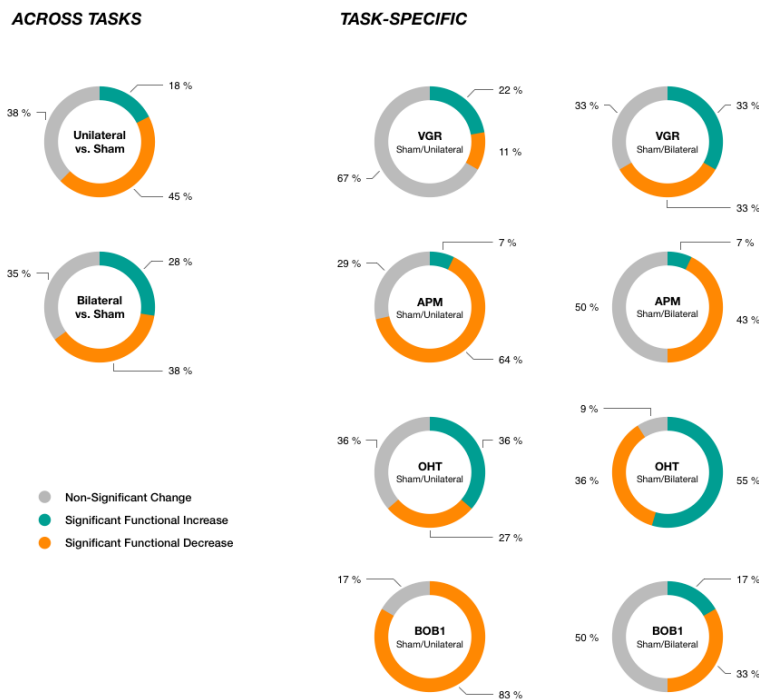 ACROSS TASKS
TASK-SPECIFIC
18 %
38 %
Unilateral
vs. Sham
45 %
22 %
VGR
Sham/Unilateral
11 %
67 %
33 %
33 %
VGR
Sham/Bilateral
33 %
28 %
35 %
Bilateral
vs. Sham
38 %
7 %
29 %
APM
Sham/Unilateral
64 %
7 %
50 %
APM
Sham/Bilateral
43 %
36 %
36 %
OHT
Sham/Unilateral
27 %
9 %
36 %
OHT
Sham/Bilateral
55 %
Non-Significant Change
Significant Functional Increase
Significant Functional Decrease
17 %
BOB1
Sham/Unilateral
83 %
17 %
50 %
BOB1
Sham/Bilateral
33 %